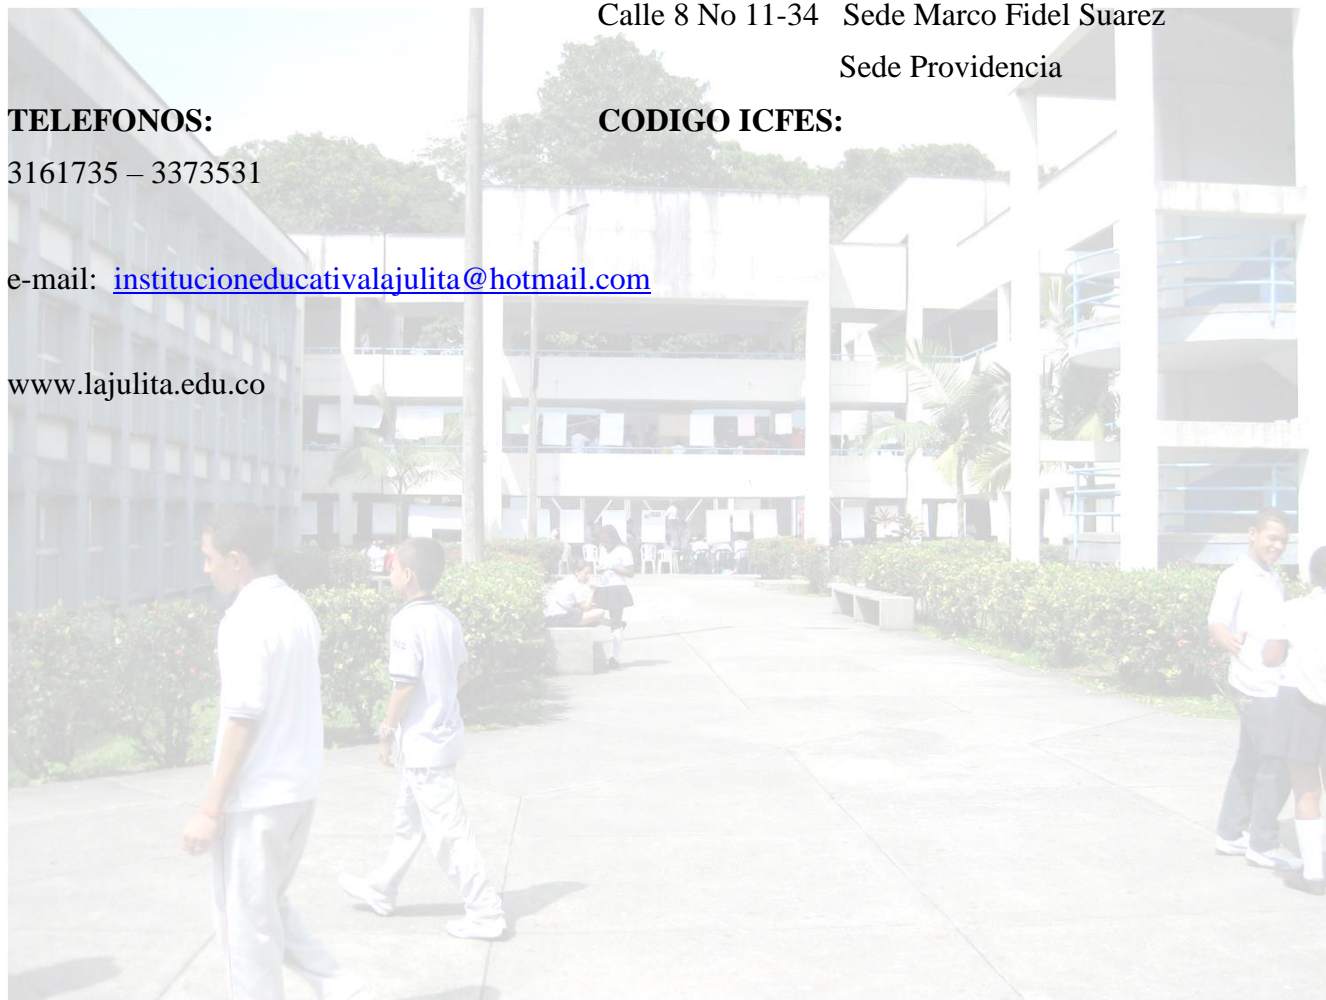 Calle 8 No 11-34 Sede Marco Fidel Suarez
Sede Providencia
TELEFONOS: CODIGO ICFES:
3161735 – 3373531
e-mail: institucioneducativalajulita@hotmail.com
www.lajulita.edu.co